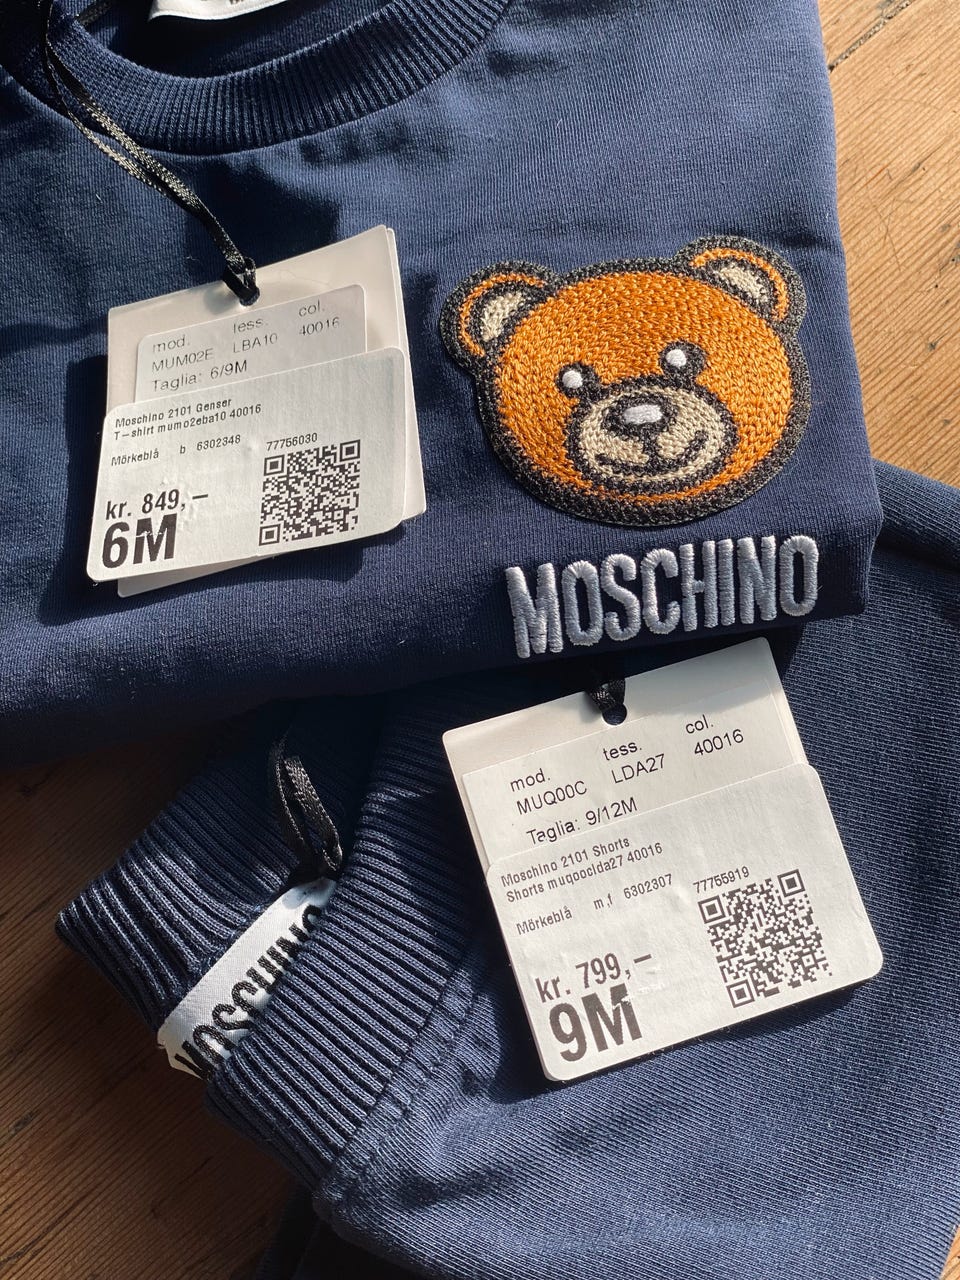 mod. tess. col.
MUM02E LBA10 40016
Taglia: 6/9M
Moschino 2101 Genser
T-shirt mumo2eba10 40016
Mörkeblå b 6302348 77756030
kr. 849,-
6M
MOSCHINO
mod. tess. col.
MUQ00C LDA27 40016
Taglia: 9/12M
Moschino 2101 Shorts
Shorts muqooclda27 40016
Mörkeblå m,f 6302307 77755919
kr. 799,-
9M
MOSCHINO